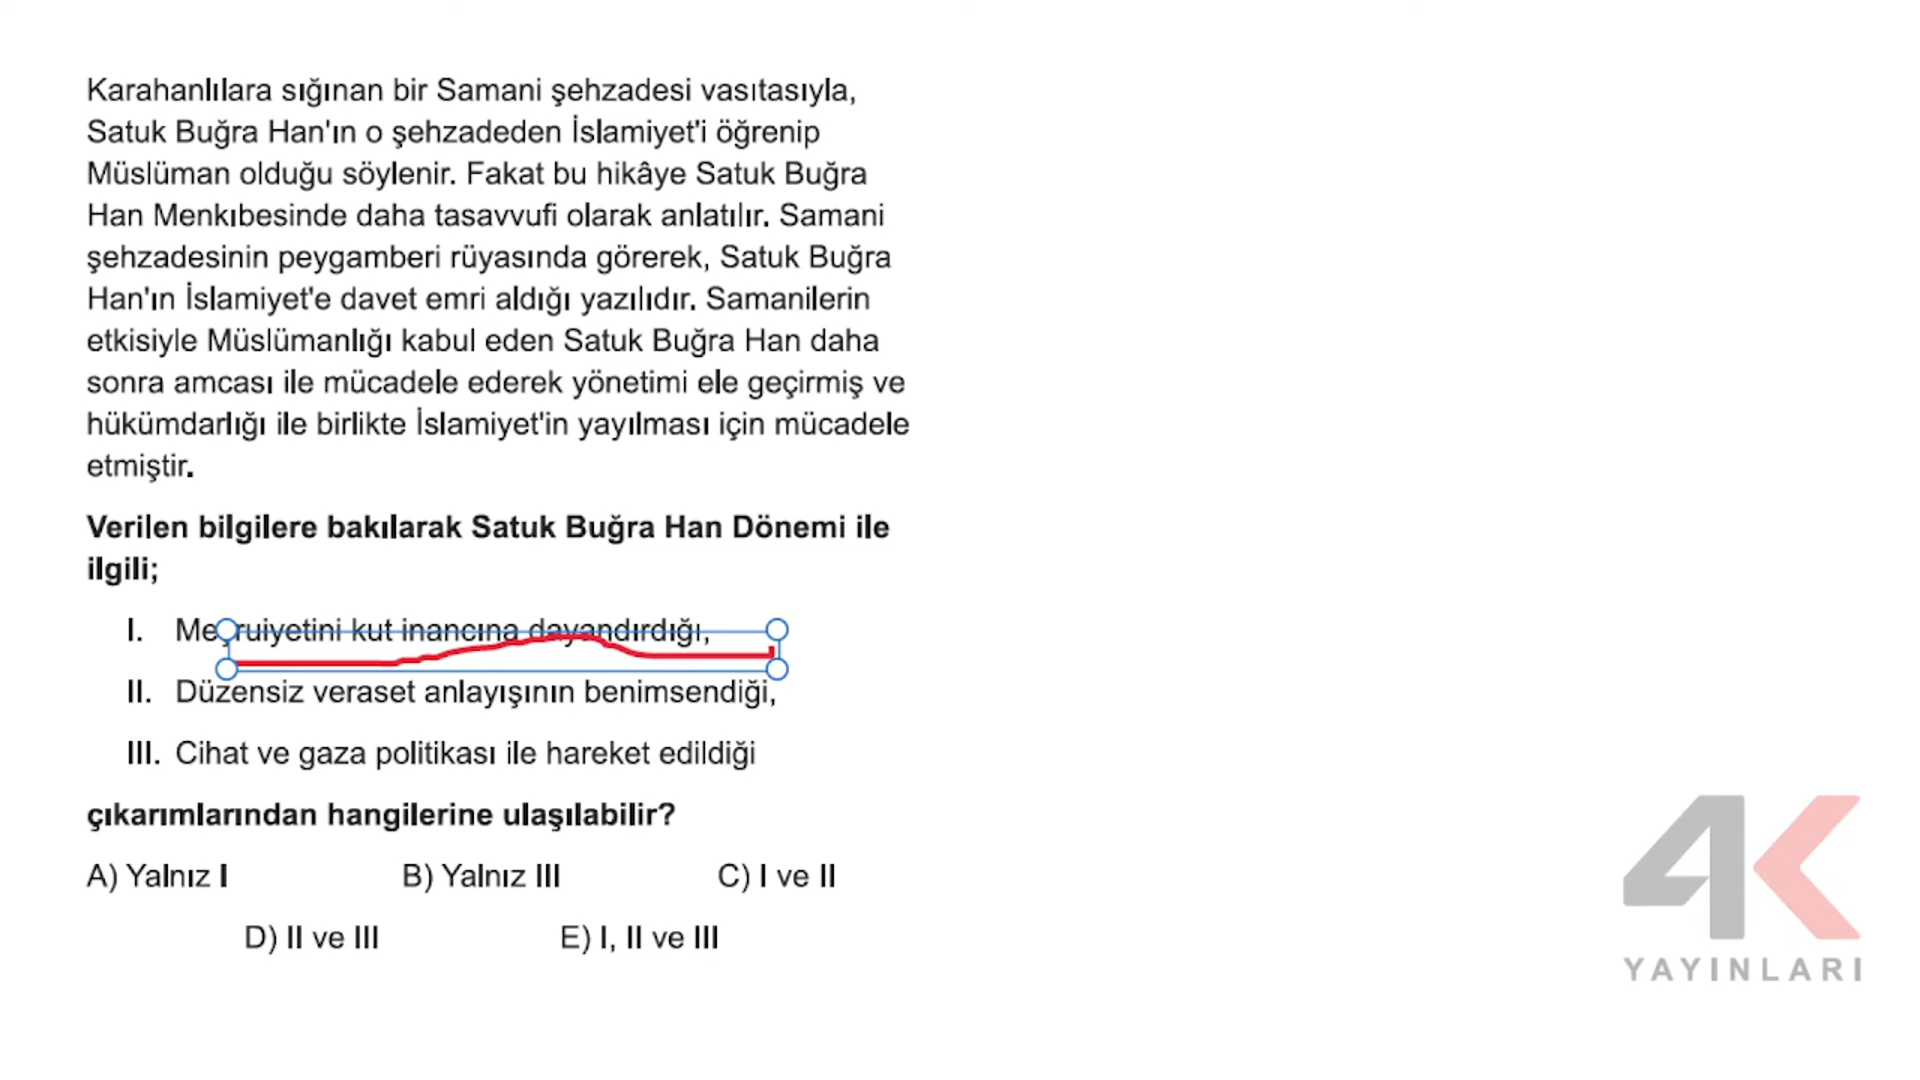 Karahanlılara sığınan bir Samani şehzadesi vasıtasıyla,
Satuk Buğra Han'ın o şehzadeden İslamiyet'i öğrenip
Müslüman olduğu söylenir. Fakat bu hikâye Satuk Buğra
Han Menkıbesinde daha tasavvufi olarak anlatılır. Samani
şehzadesinin peygamberi rüyasında görerek, Satuk Buğra
Han'ın İslamiyet'e davet emri aldığı yazılıdır. Samanilerin
etkisiyle Müslümanlığı kabul eden Satuk Buğra Han daha
sonra amcası ile mücadele ederek yönetimi ele geçirmiş ve
hükümdarlığı ile birlikte İslamiyet'in yayılması için mücadele
etmiştir.
Verilen bilgilere bakılarak Satuk Buğra Han Dönemi ile
ilgili;
I. Meşruiyetini kut inancına dayandırdığı,
II. Düzensiz veraset anlayışının benimsendiği,
III. Cihat ve gaza politikası ile hareket edildiği
çıkarımlarından hangilerine ulaşılabilir?
A) Yalnız I B) Yalnız III C) I ve II
D) II ve III E) I, II ve III
4K
YAYINLARI